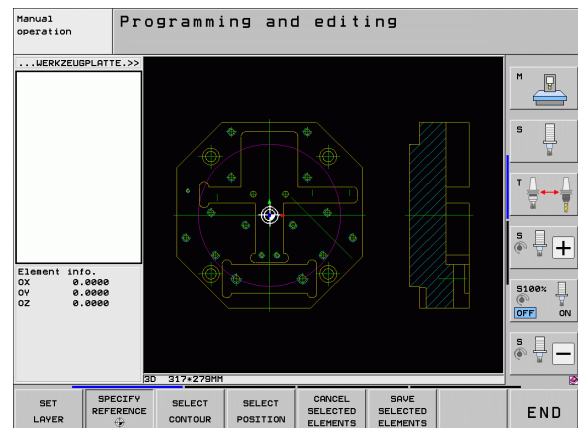 Manual
operation
Programming and editing
...WERKZEUGPLATTE.>>
M
S
T
S
S100%
OFF ON
S
Element info.
OX 0.0000
OY 0.0000
OZ 0.0000
3D 317*279MM
SET
LAYER
SPECIFY
REFERENCE
SELECT
CONTOUR
SELECT
POSITION
CANCEL
SELECTED
ELEMENTS
SAVE
SELECTED
ELEMENTS
END